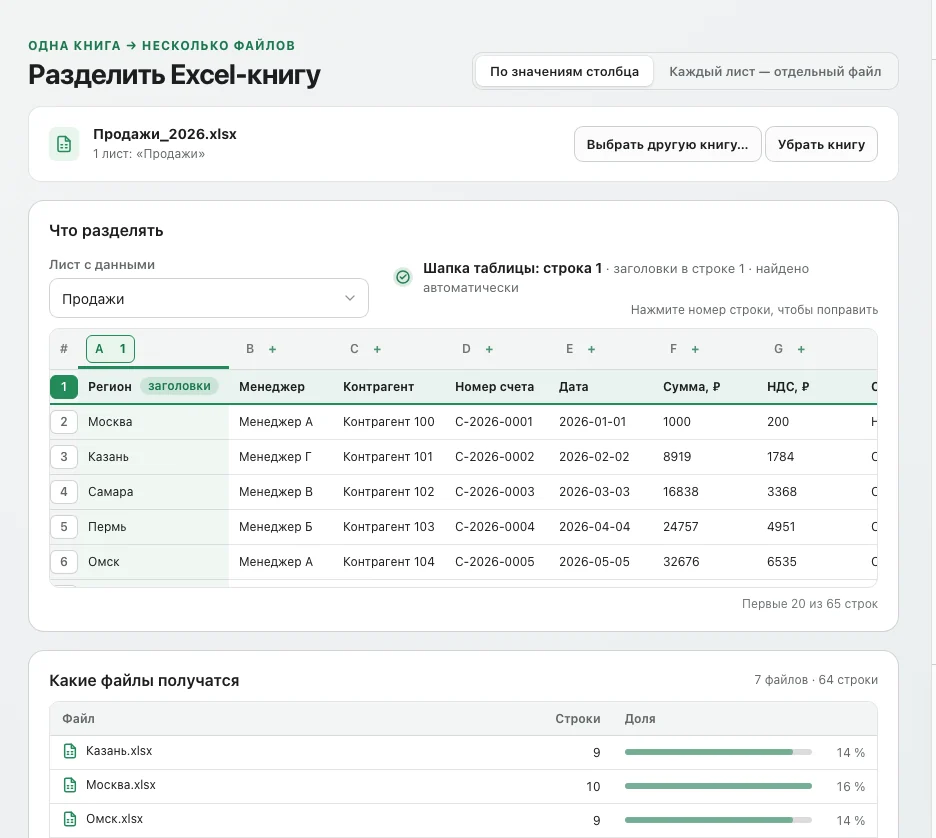 ОДНА КНИГА → НЕСКОЛЬКО ФАЙЛОВ
Разделить Excel-книгу
По значениям столбца
Каждый лист — отдельный файл
Продажи_2026.xlsx
1 лист: «Продажи»
Выбрать другую книгу...
Убрать книгу
Что разделять
Лист с данными
Продажи
Шапка таблицы: строка 1 · заголовки в строке 1 · найдено
автоматически
Нажмите номер строки, чтобы поправить
# A 1 B + C + D + E + F + G +
1 Регион заголовки Менеджер Контрагент Номер счета Дата Сумма, ₽ НДС, ₽
2 Москва Менеджер А Контрагент 100 С-2026-0001 2026-01-01 1000 200
3 Казань Менеджер Г Контрагент 101 С-2026-0002 2026-02-02 8919 1784
4 Самара Менеджер В Контрагент 102 С-2026-0003 2026-03-03 16838 3368
5 Пермь Менеджер Б Контрагент 103 С-2026-0004 2026-04-04 24757 4951
6 Омск Менеджер А Контрагент 104 С-2026-0005 2026-05-05 32676 6535
Первые 20 из 65 строк
Какие файлы получатся
7 файлов · 64 строки
Файл Строки Доля
Казань.xlsx 9 14 %
Москва.xlsx 10 16 %
Омск.xlsx 9 14 %